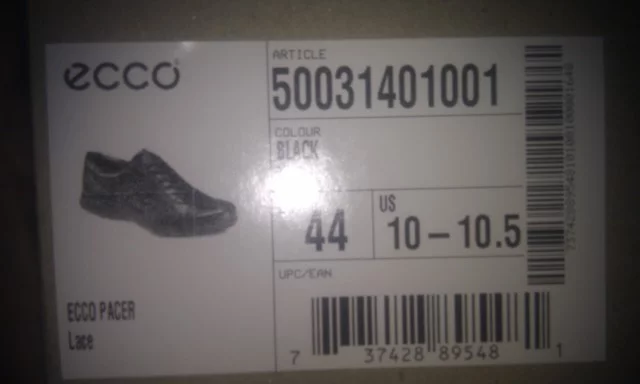 ecco
ARTICLE
50031401001
COLOUR
BLACK
44
US
10 – 10.5
UPC/EAN
7 37428 89548 1
ECCO PACER
Lace